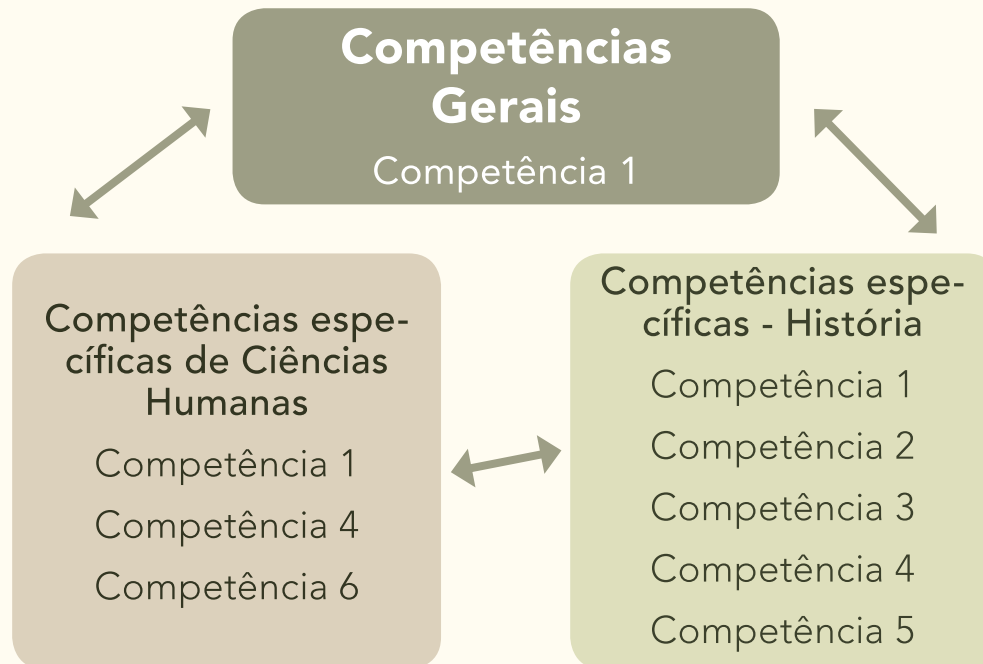 Competências
Gerais
Competência 1
Competências espe-
cíficas de Ciências
Humanas
Competência 1
Competência 4
Competência 6
Competências espe-
cíficas - História
Competência 1
Competência 2
Competência 3
Competência 4
Competência 5